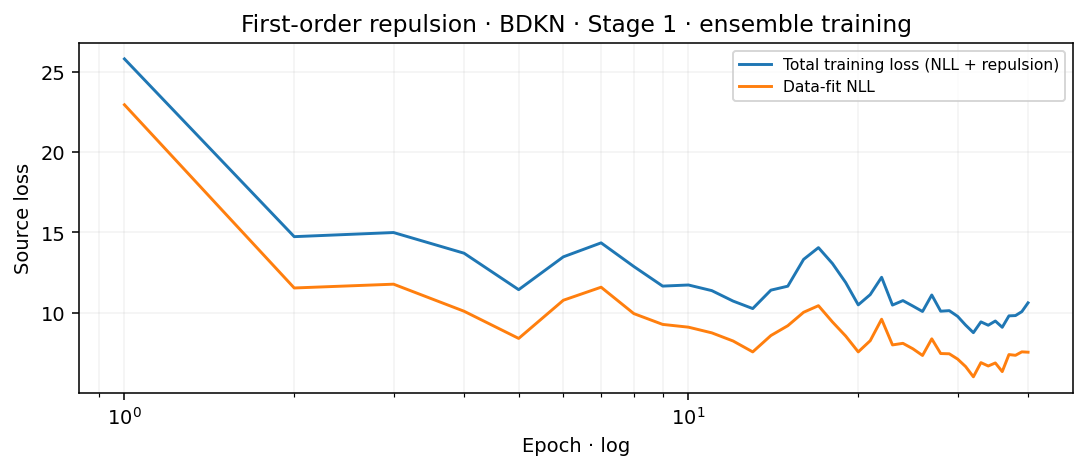 First-order repulsion · BDKN · Stage 1 · ensemble training
Total training loss (NLL + repulsion)
Data-fit NLL
Source loss
25
20
15
10
10⁰
10¹
Epoch · log